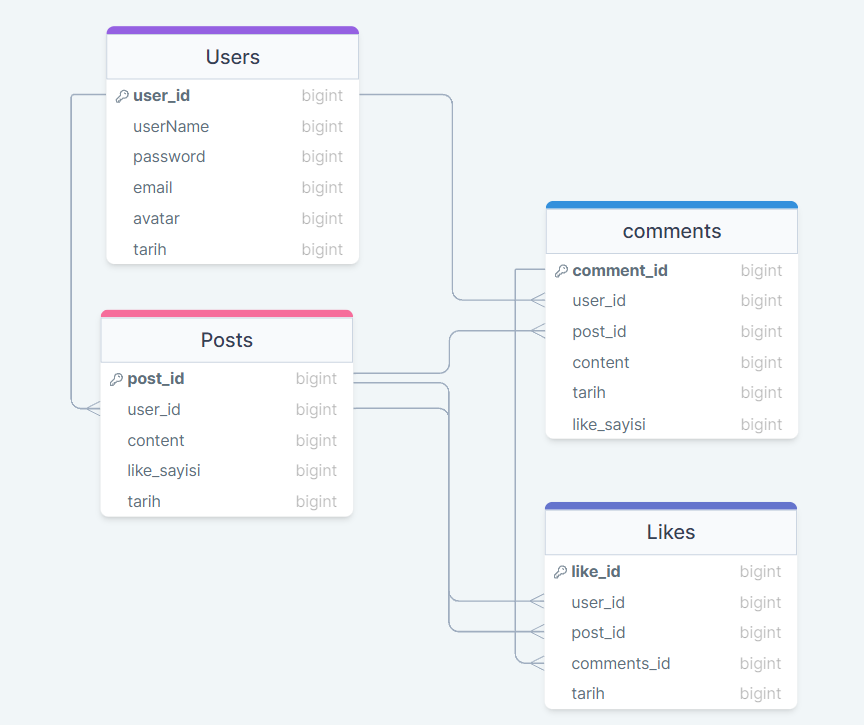 Users
user_id bigint
userName bigint
password bigint
email bigint
avatar bigint
tarih bigint
Posts
post_id bigint
user_id bigint
content bigint
like_sayisi bigint
tarih bigint
comments
comment_id bigint
user_id bigint
post_id bigint
content bigint
tarih bigint
like_sayisi bigint
Likes
like_id bigint
user_id bigint
post_id bigint
comments_id bigint
tarih bigint